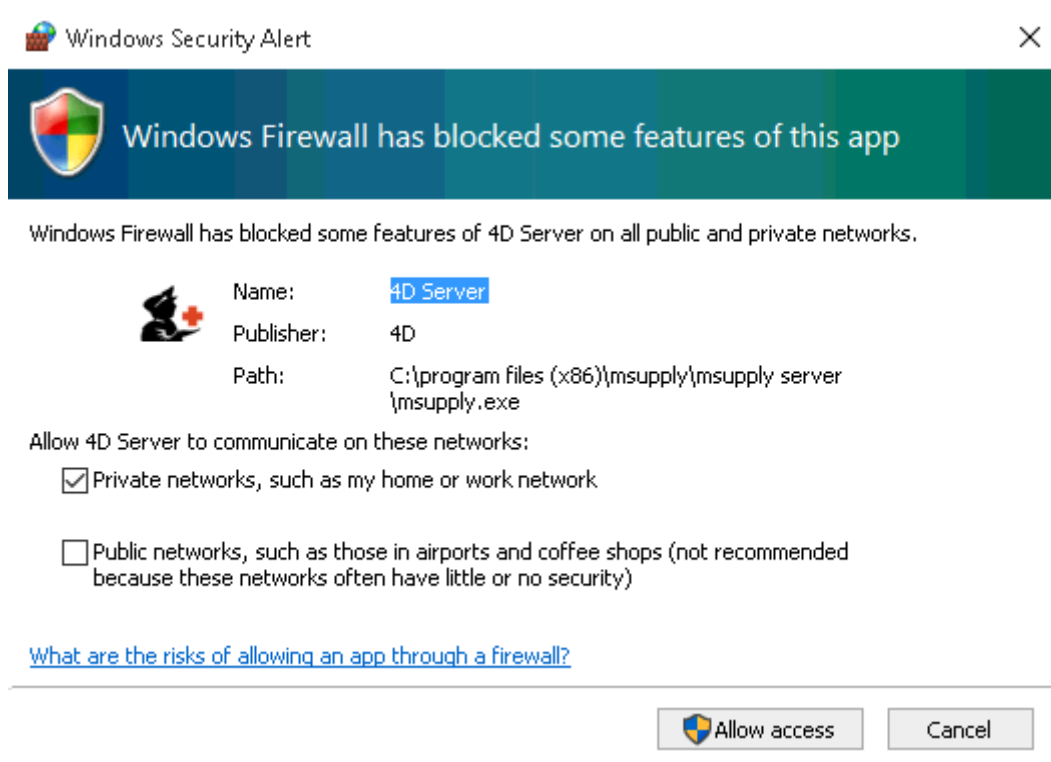 Windows Security Alert
Windows Firewall has blocked some features of this app
Windows Firewall has blocked some features of 4D Server on all public and private networks.
Name: 4D Server
Publisher: 4D
Path: C:\program files (x86)\msupply\msupply server
\msupply.exe
Allow 4D Server to communicate on these networks:
Private networks, such as my home or work network
Public networks, such as those in airports and coffee shops (not recommended
because these networks often have little or no security)
What are the risks of allowing an app through a firewall?
Allow access Cancel